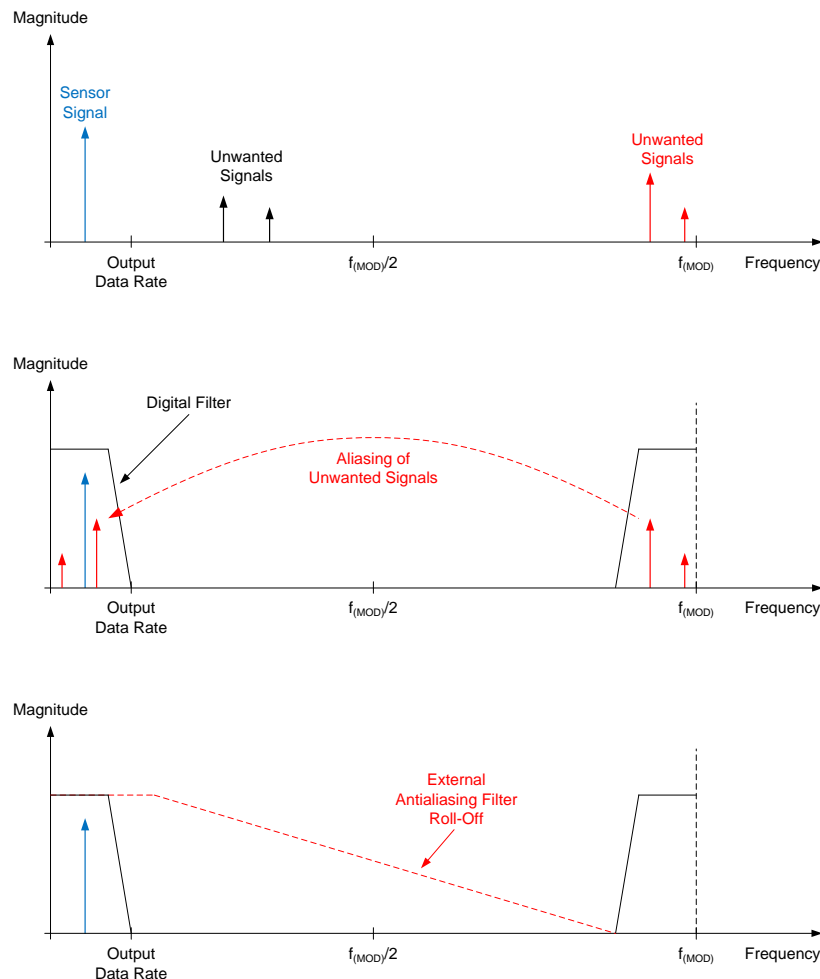 Magnitude
Sensor
Signal
Unwanted
Signals
Unwanted
Signals
Output
Data Rate
f(MOD)/2
f(MOD)
Frequency
Magnitude
Digital Filter
Aliasing of
Unwanted Signals
Output
Data Rate
f(MOD)/2
f(MOD)
Frequency
Magnitude
External
Antialiasing Filter
Roll-Off
Output
Data Rate
f(MOD)/2
f(MOD)
Frequency